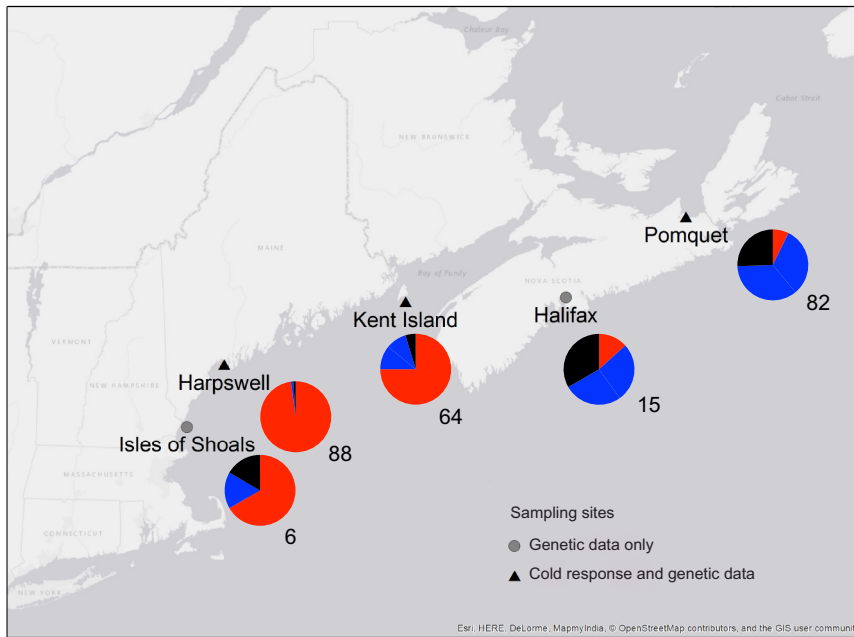 Chaleur Bay
Cabot Strait
NEW BRUNSWICK
Pomquet
MAINE
Bay of Fundy
NOVA SCOTIA
82
Kent Island
Halifax
VERMONT
Harpswell
NEW HAMPSHIRE
64
15
Isles of Shoals
88
MASSACHUSETTS
6
CONNECTICUT
NEW YORK
Sampling sites
Genetic data only
Cold response and genetic data
Esri, HERE, DeLorme, MapmyIndia, © OpenStreetMap contributors, and the GIS user communit